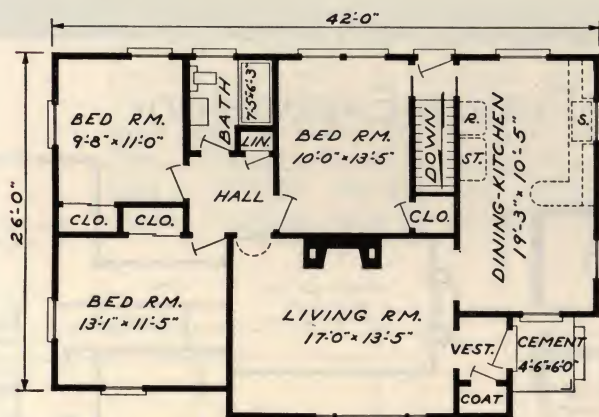 42'-0"
26'-0"
BED RM.
9'-8" x 11'-0"
BATH
7'-5"x6'-3"
LIN.
BED RM.
10'-0" x 13'-5"
DOWN
R.
ST.
S.
DINING-KITCHEN
19'-3" x 10'-5"
HALL
CLO.
CLO.
CLO.
BED RM.
13'-1" x 11'-5"
LIVING RM.
17'-0" x 13'-5"
VEST.
CEMENT
4'-6"x6'-0"
COAT